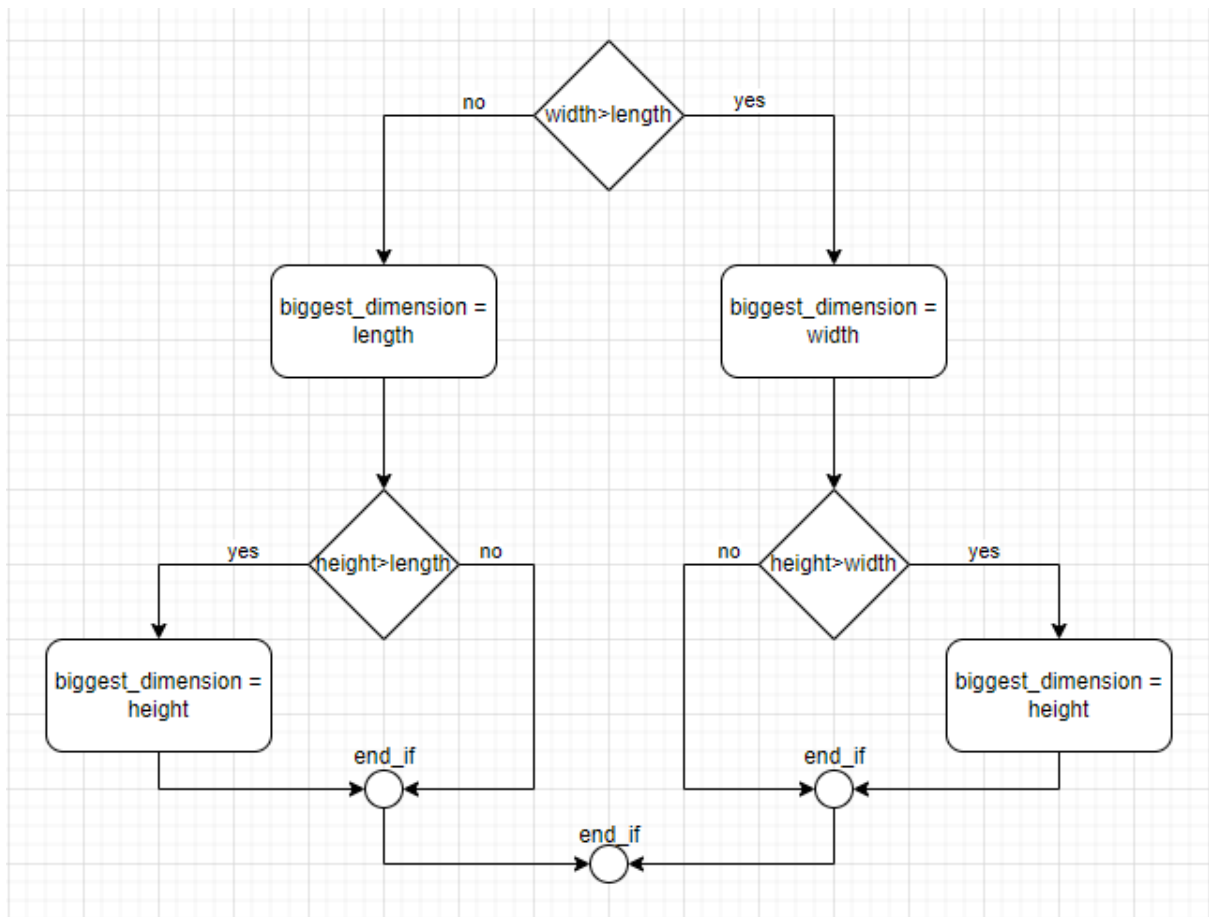 no
yes
width>length
biggest_dimension =
length
biggest_dimension =
width
yes
height>length
no
no
height>width
yes
biggest_dimension =
height
biggest_dimension =
height
end_if
end_if
end_if